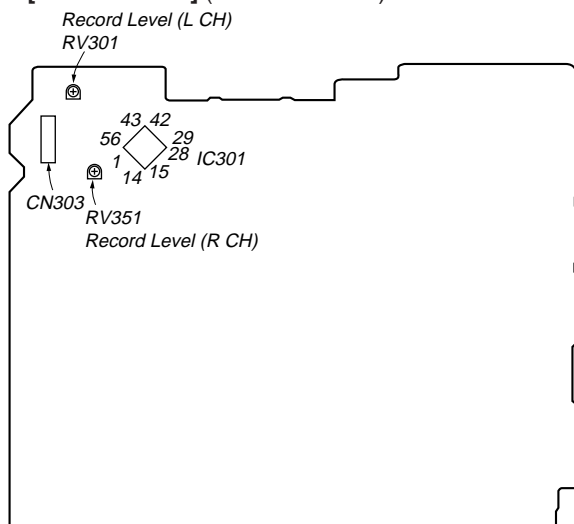 Record Level (L CH)
RV301
43 42
56 29
1 28 IC301
14 15
CN303
RV351
Record Level (R CH)